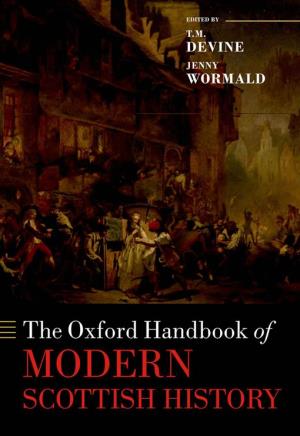 EDITED BY
T.M.
DEVINE
JENNY
WORMALD
The Oxford Handbook of
MODERN
SCOTTISH HISTORY